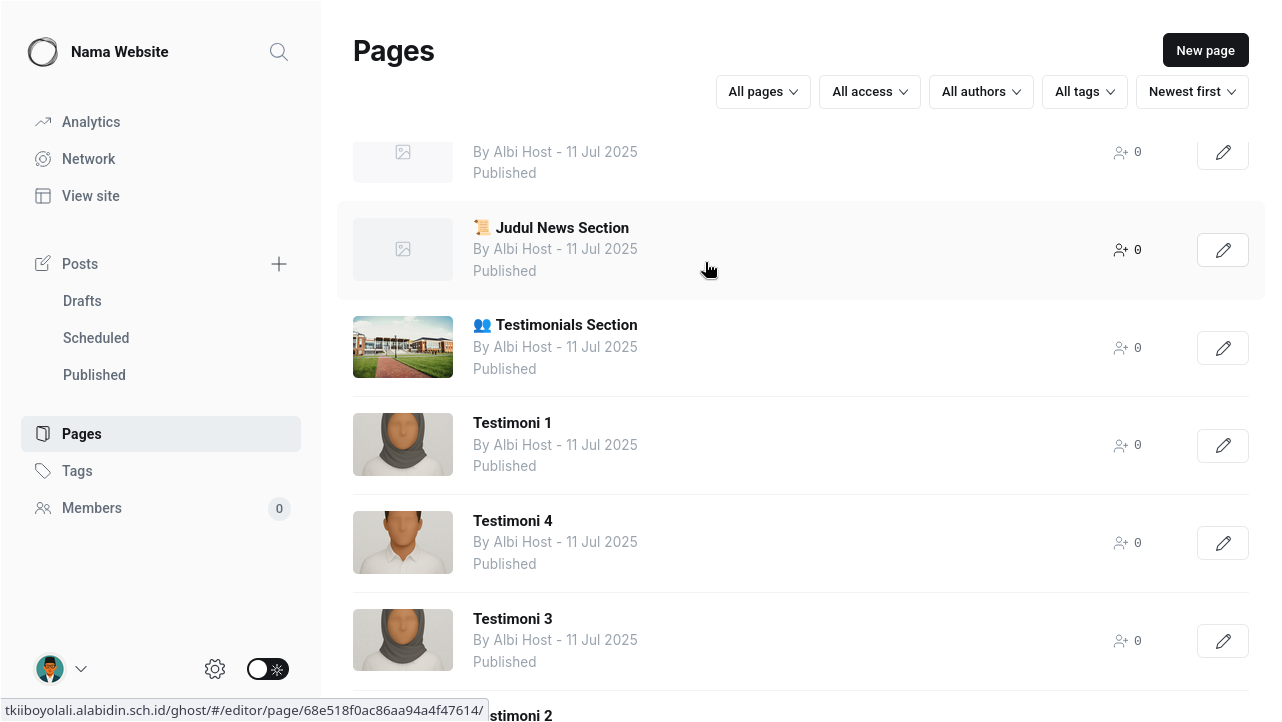 Nama Website
Analytics
Network
View site
Posts
Drafts
Scheduled
Published
Pages
Tags
Members
0
Pages
New page
All pages
All access
All authors
All tags
Newest first
By Albi Host - 11 Jul 2025
Published
0
📜 Judul News Section
By Albi Host - 11 Jul 2025
Published
0
👥 Testimonials Section
By Albi Host - 11 Jul 2025
Published
0
Testimoni 1
By Albi Host - 11 Jul 2025
Published
0
Testimoni 4
By Albi Host - 11 Jul 2025
Published
0
Testimoni 3
By Albi Host - 11 Jul 2025
Published
0
stimoni 2
tkiiboyolali.alabidin.sch.id/ghost/#/editor/page/68e518f0ac86aa94a4f47614/